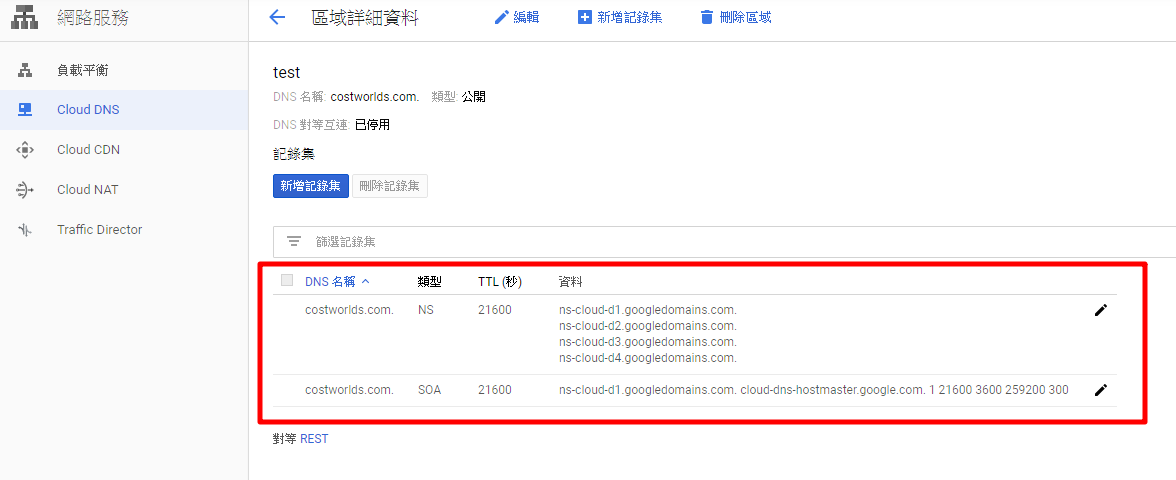 網路服務
區域詳細資料
編輯
新增記錄集
刪除區域
負載平衡
Cloud DNS
Cloud CDN
Cloud NAT
Traffic Director
test
DNS 名稱: costworlds.com. 類型: 公開
DNS 對等互連: 已停用
記錄集
新增記錄集 刪除記錄集
篩選記錄集
DNS 名稱 類型 TTL (秒) 資料
costworlds.com. NS 21600 ns-cloud-d1.googledomains.com.
ns-cloud-d2.googledomains.com.
ns-cloud-d3.googledomains.com.
ns-cloud-d4.googledomains.com.
costworlds.com. SOA 21600 ns-cloud-d1.googledomains.com. cloud-dns-hostmaster.google.com. 1 21600 3600 259200 300
對等 REST